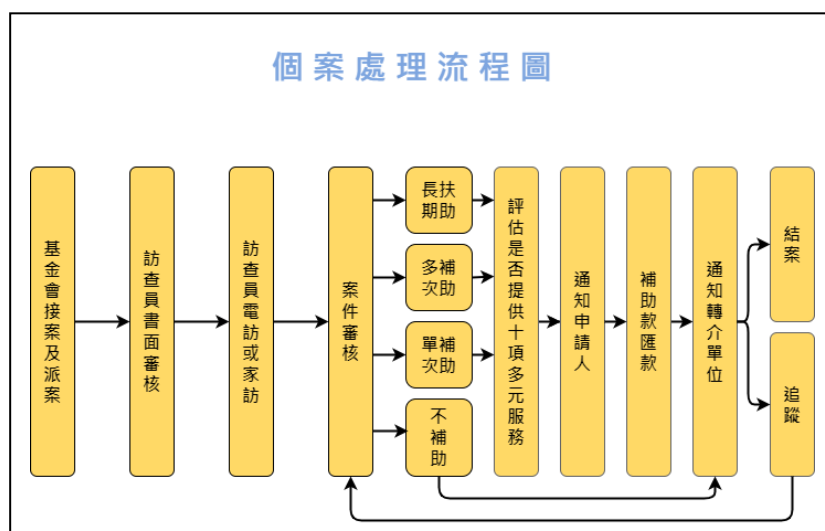 個案處理流程圖
基金會接案及派案
訪查員書面審核
訪查員電訪或家訪
案件審核
長期扶助
多次補助
單次補助
不補助
評估是否提供十項多元服務
通知申請人
補助款匯款
通知轉介單位
結案
追蹤